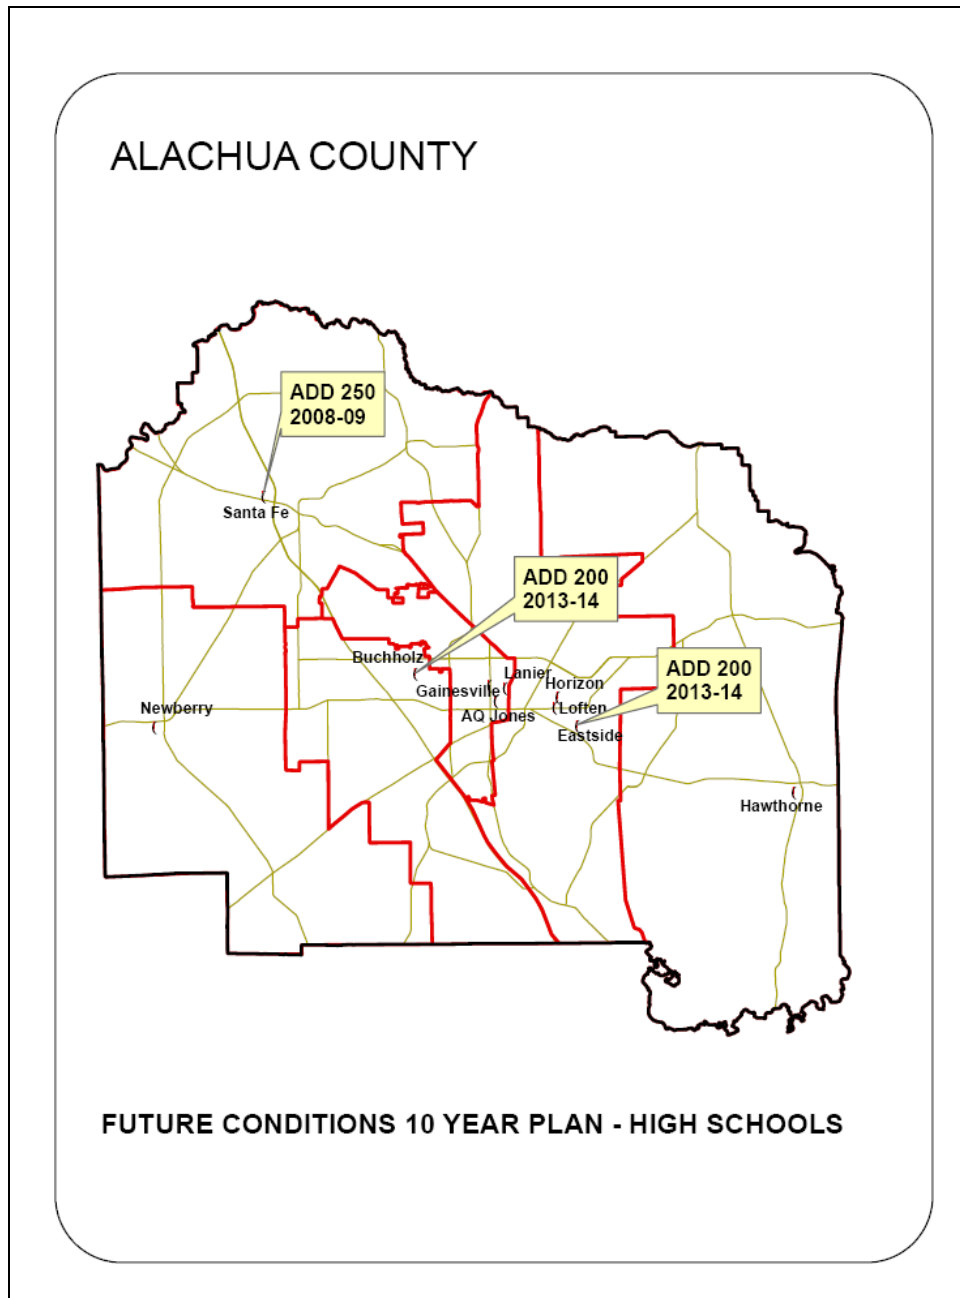 ALACHUA COUNTY
ADD 250
2008-09
Santa Fe
ADD 200
2013-14
Buchholz
ADD 200
2013-14
Lanier
Gainesville
Horizon
Newberry
AQ Jones
Loften
Eastside
Hawthorne
FUTURE CONDITIONS 10 YEAR PLAN - HIGH SCHOOLS